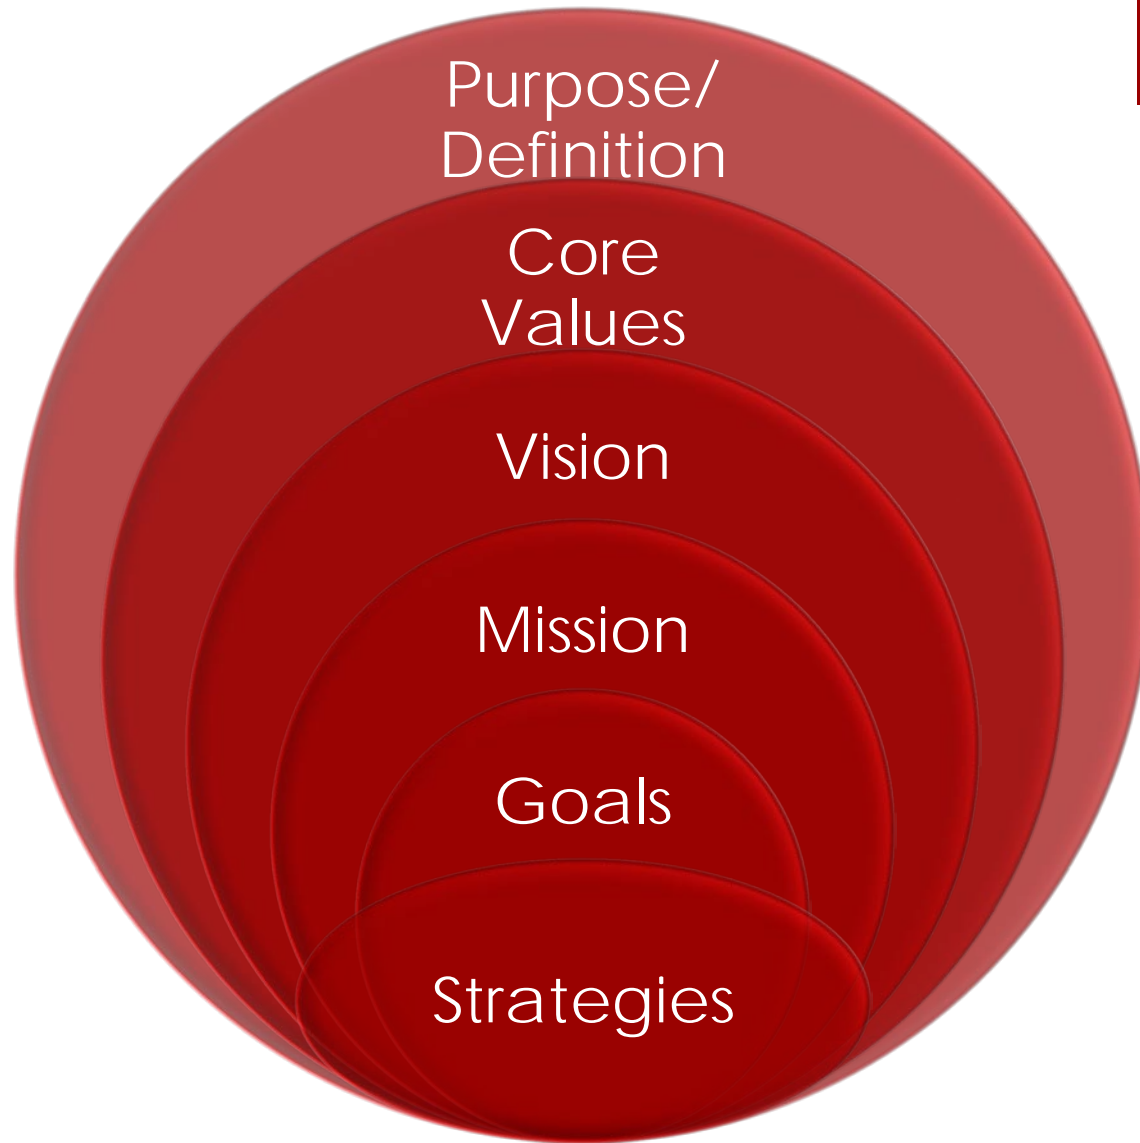 Purpose/
Definition
Core
Values
Vision
Mission
Goals
Strategies